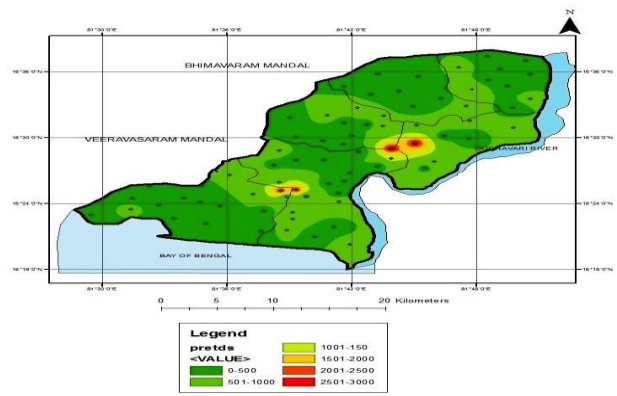 N
81°30'0"E 81°36'0"E 81°42'0"E 81°48'0"E
BHIMAVARAM MANDAL
16°36'0"N 16°36'0"N
VEERAVASARAM MANDAL
16°30'0"N 16°30'0"N
RIVER
16°24'0"N 16°24'0"N
BAY OF BENGAL
16°18'0"N 16°18'0"N
81°30'0"E 81°36'0"E 81°42'0"E 81°48'0"E
0 5 10 20 Kilometers
Legend
pretds
<VALUE>
0-500
501-1000
1001-150
1501-2000
2001-2500
2501-3000